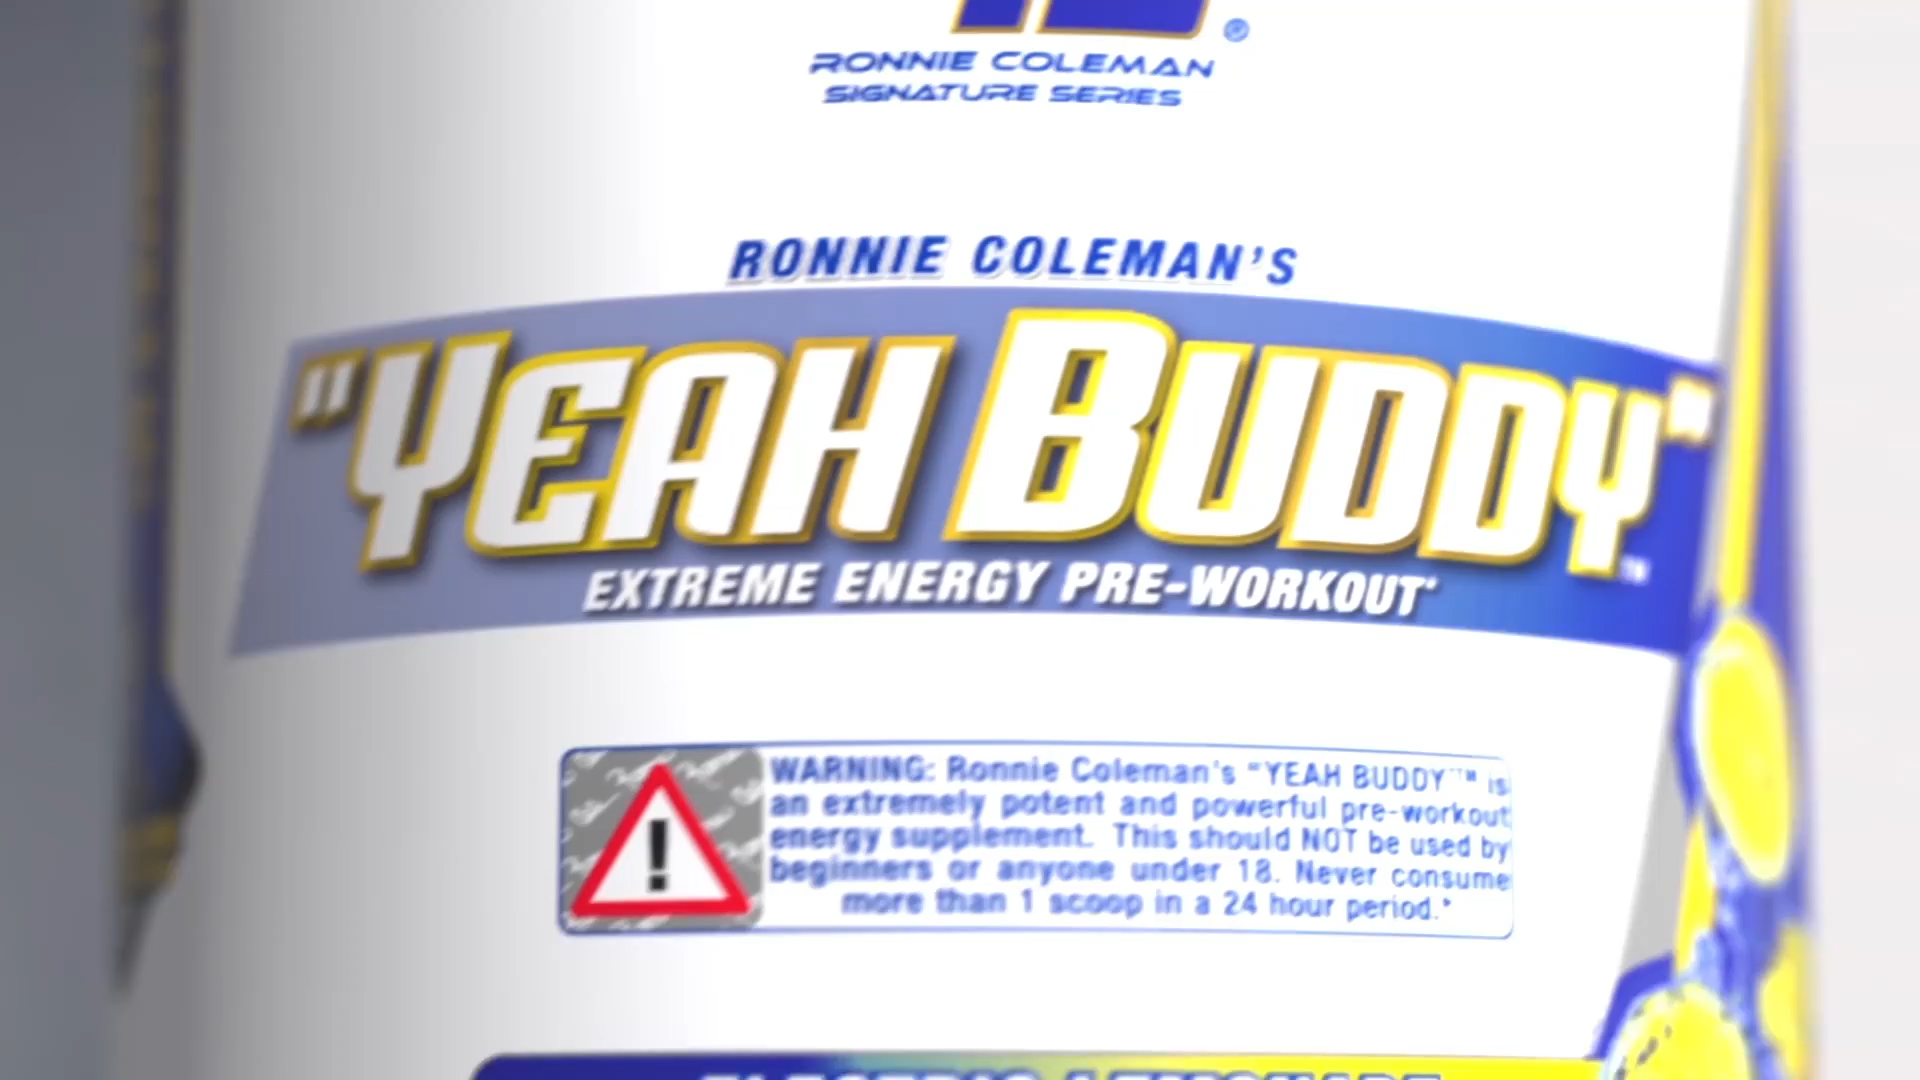 RONNIE COLEMAN
SIGNATURE SERIES
RONNIE COLEMAN'S
"YEAH BUDDY"™
EXTREME ENERGY PRE-WORKOUT*
WARNING: Ronnie Coleman's "YEAH BUDDY"™ is
an extremely potent and powerful pre-workout
energy supplement. This should NOT be used by
beginners or anyone under 18. Never consume
more than 1 scoop in a 24 hour period.*